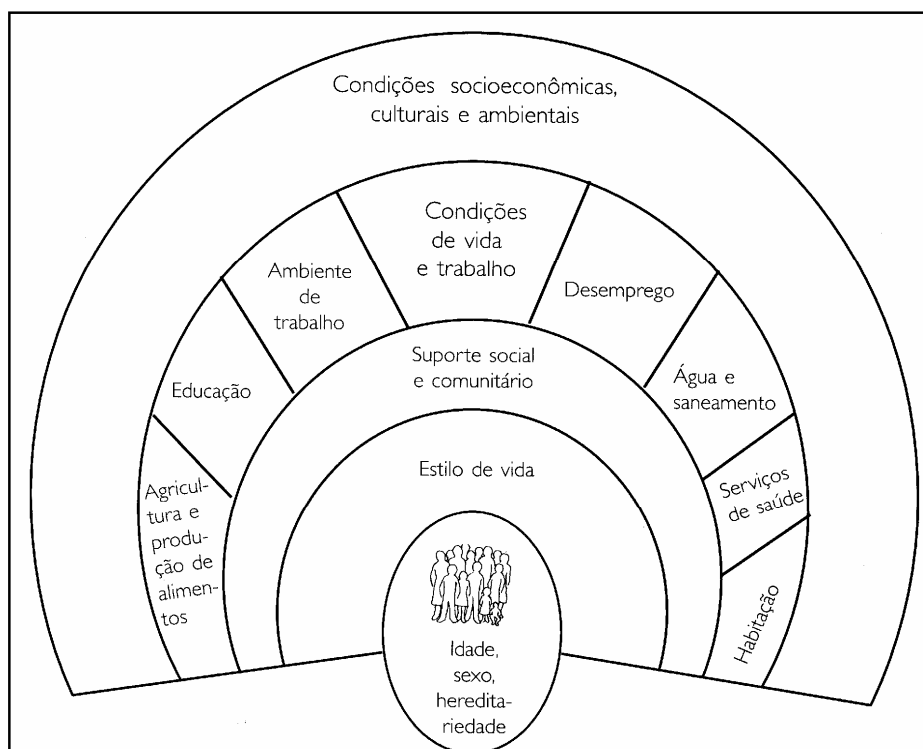 Condições socioeconômicas,
culturais e ambientais
Condições
de vida
e trabalho
Ambiente
de
trabalho
Desemprego
Educação
Água e
saneamento
Suporte social
e comunitário
Agricul-
tura e
produ-
ção de
alimen-
tos
Serviços
de saúde
Habitação
Estilo de vida
Idade,
sexo,
heredita-
riedade